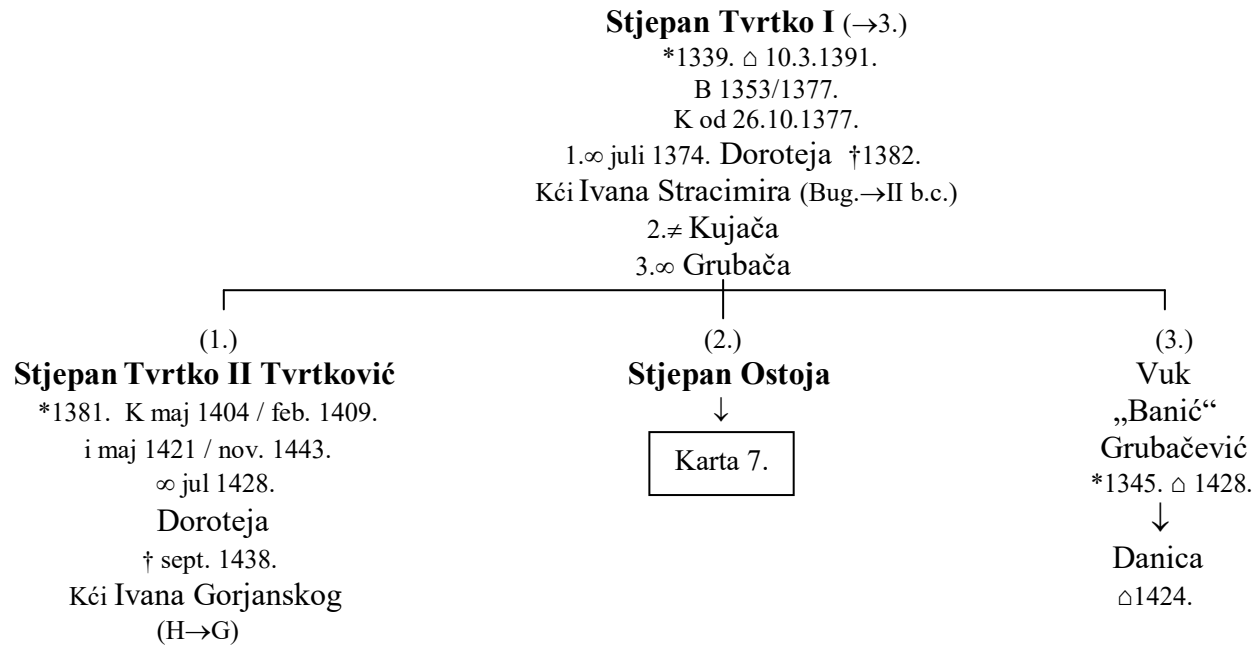 Stjepan Tvrtko I (→3.)
*1339. ⌂ 10.3.1391.
B 1353/1377.
K od 26.10.1377.
1.∞ juli 1374. Doroteja †1382.
Kći Ivana Stracimira (Bug.→II b.c.)
2.≠ Kujača
3.∞ Grubača
(1.)
Stjepan Tvrtko II Tvrtković
*1381. K maj 1404 / feb. 1409.
i maj 1421 / nov. 1443.
∞ jul 1428.
Doroteja
† sept. 1438.
Kći Ivana Gorjanskog
(H→G)
(2.)
Stjepan Ostoja
↓
Karta 7.
(3.)
Vuk
„Banić“
Grubačević
*1345. ⌂ 1428.
↓
Danica
⌂1424.